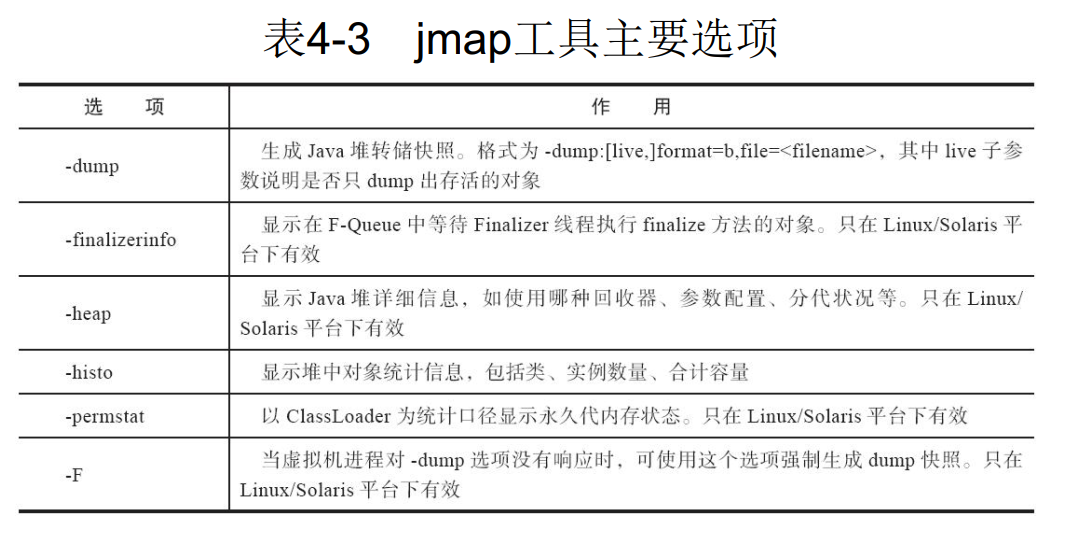 表4-3 jmap工具主要选项
选 项
作 用
-dump
生成 Java 堆转储快照。格式为 -dump:[live,]format=b,file=<filename>，其中 live 子参
数说明是否只 dump 出存活的对象
-finalizerinfo
显示在 F-Queue 中等待 Finalizer 线程执行 finalize 方法的对象。只在 Linux/Solaris 平
台下有效
-heap
显示 Java 堆详细信息，如使用哪种回收器、参数配置、分代状况等。只在 Linux/
Solaris 平台下有效
-histo
显示堆中对象统计信息，包括类、实例数量、合计容量
-permstat
以 ClassLoader 为统计口径显示永久代内存状态。只在 Linux/Solaris 平台下有效
-F
当虚拟机进程对 -dump 选项没有响应时，可使用这个选项强制生成 dump 快照。只在
Linux/Solaris 平台下有效